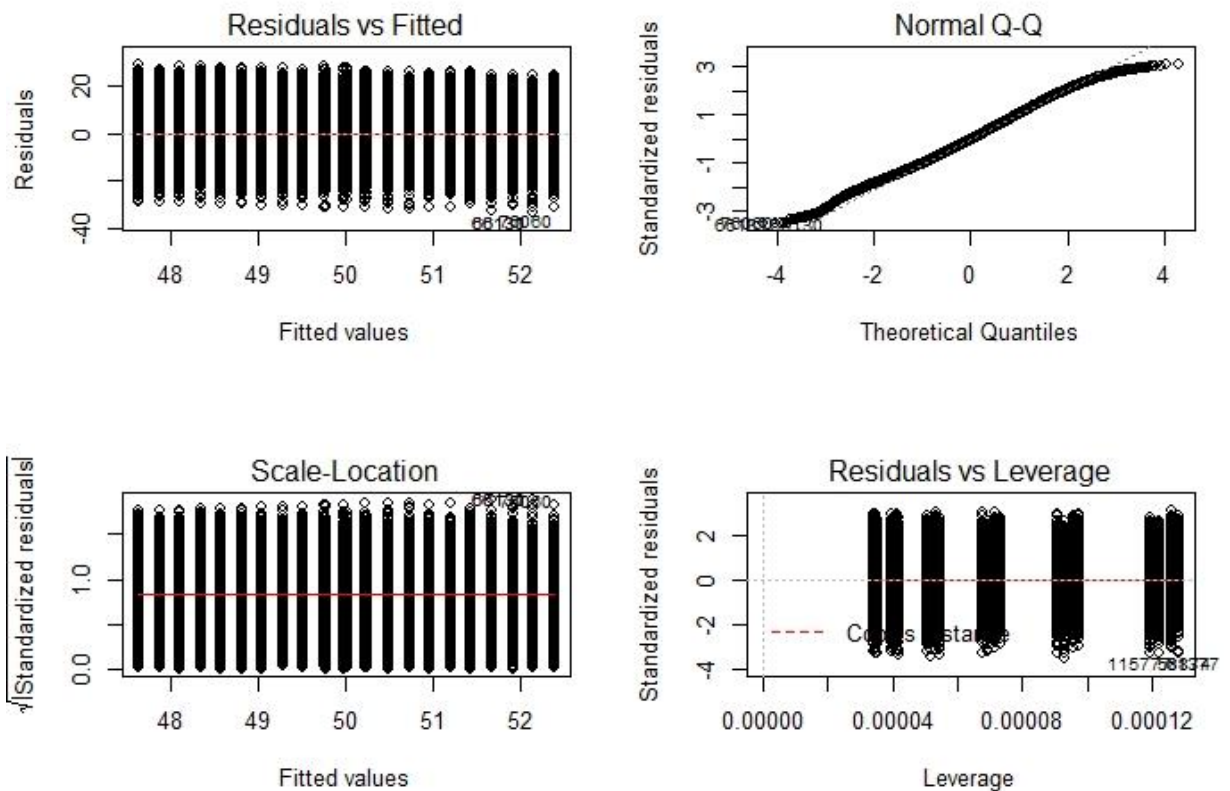 Residuals vs Fitted
Residuals
20
0
-40
48 49 50 51 52
Fitted values
Normal Q-Q
Standardized residuals
3
1
-1
-3
-4 -2 0 2 4
Theoretical Quantiles
Scale-Location
√|Standardized residuals|
1.0
0.0
48 49 50 51 52
Fitted values
Residuals vs Leverage
Standardized residuals
2
0
-2
-4
0.00000 0.00004 0.00008 0.00012
Leverage